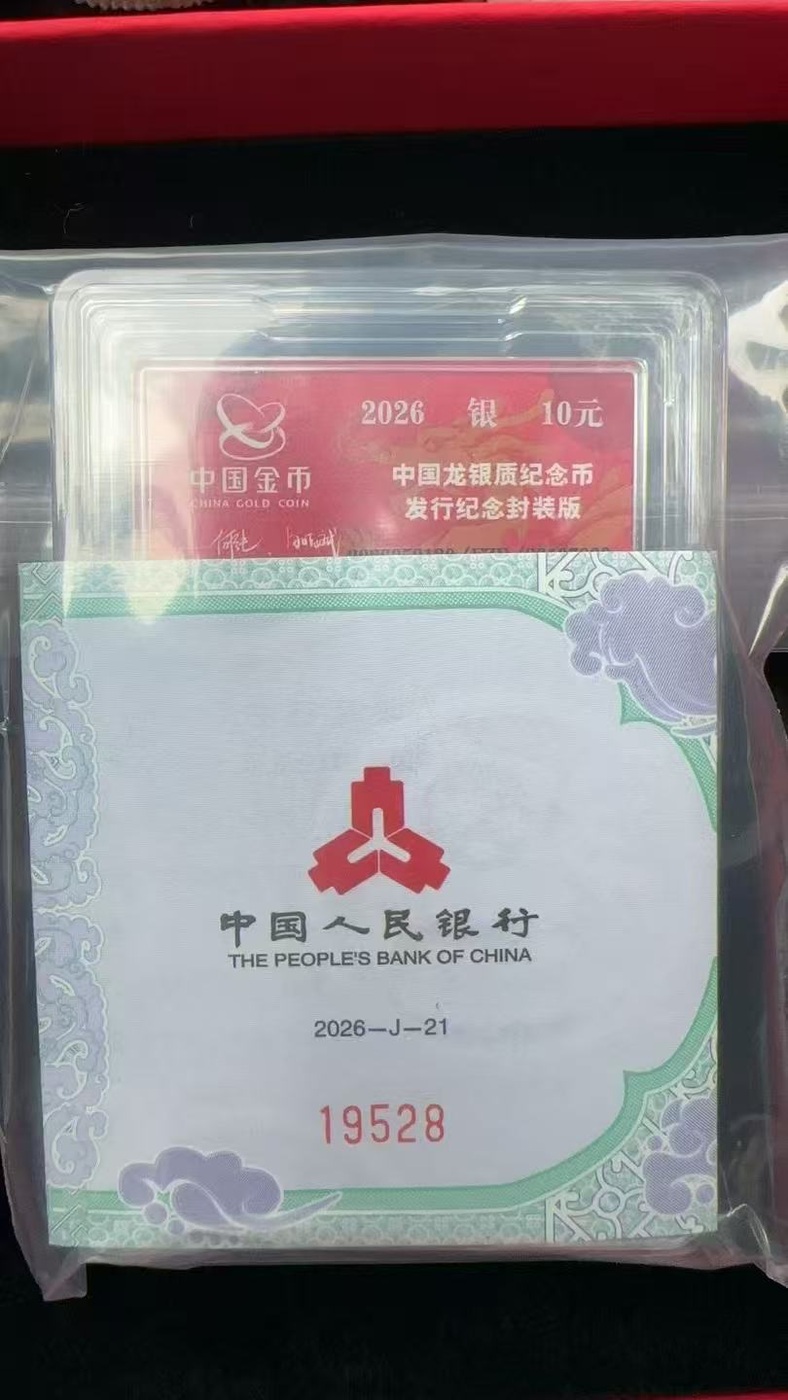 2026 银 10元
中国金币
CHINA GOLD COIN
中国龙银质纪念币
发行纪念封装版
中国人民银行
THE PEOPLE'S BANK OF CHINA
2026—J—21
19528